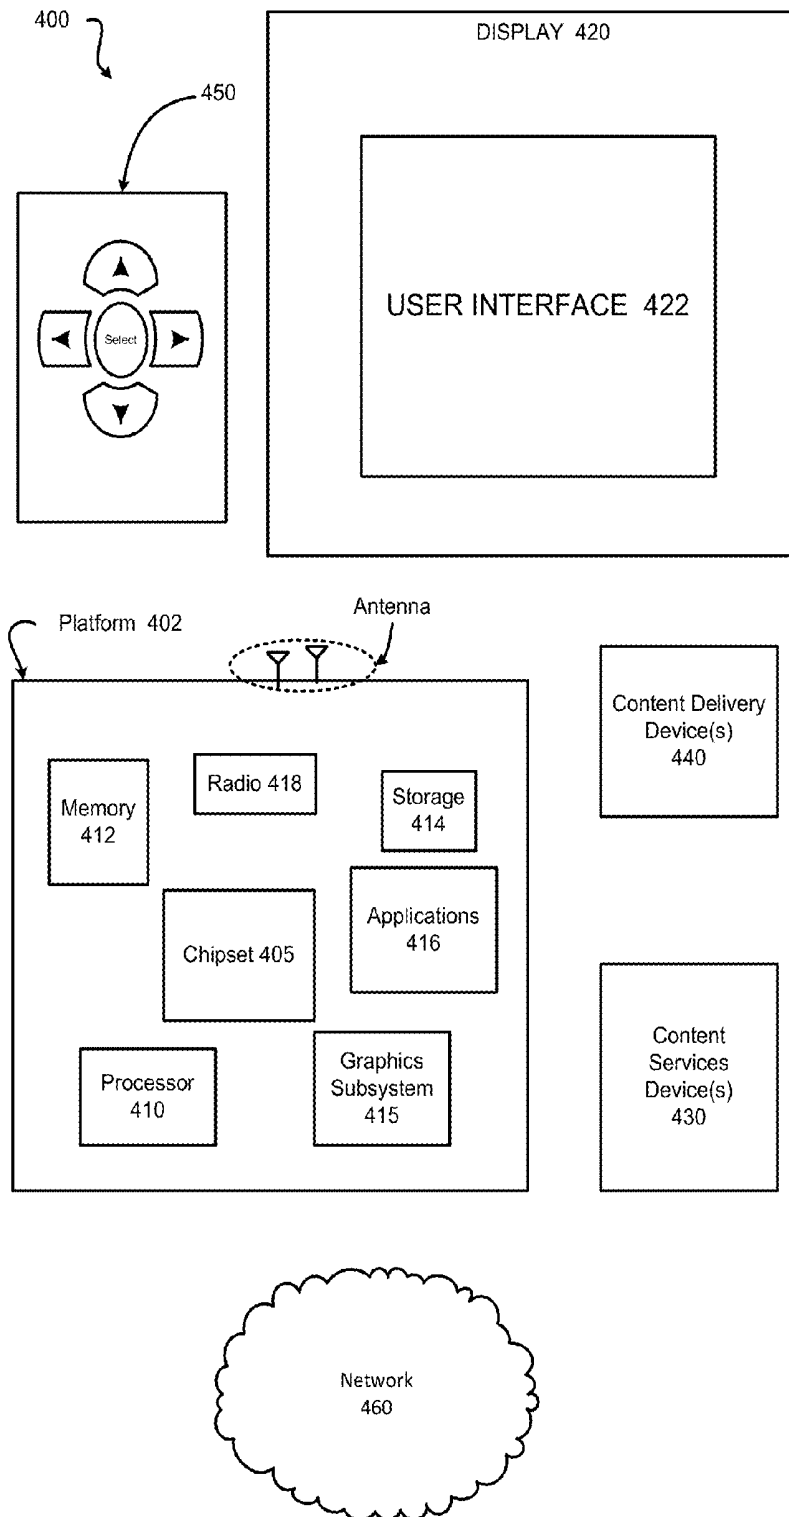 400
DISPLAY 420
450
USER INTERFACE 422
Select
Platform 402
Antenna
Content Delivery
Device(s)
440
Memory
412
Radio 418
Storage
414
Chipset 405
Applications
416
Processor
410
Graphics
Subsystem
415
Content
Services
Device(s)
430
Network
460